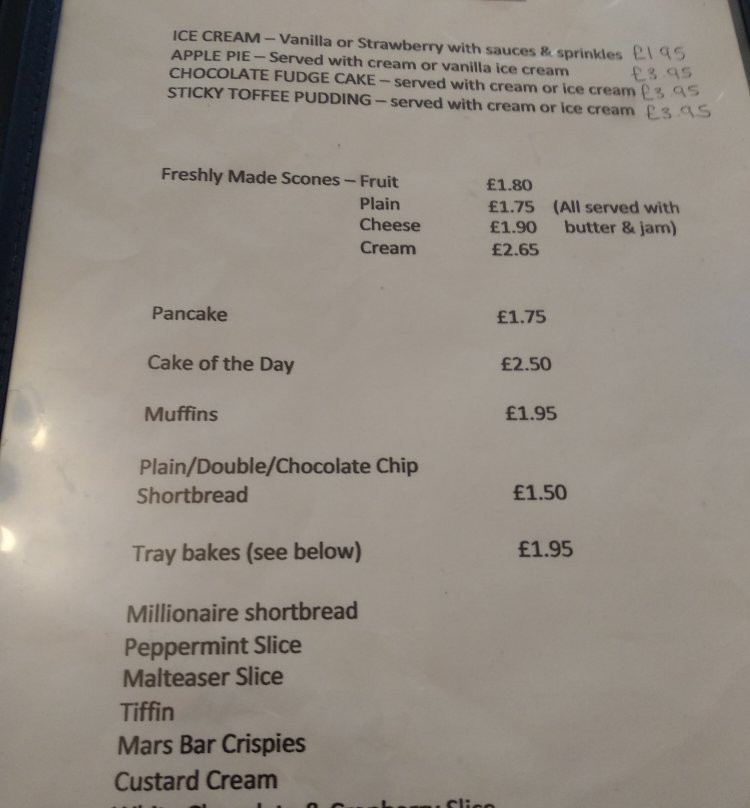 ICE CREAM – Vanilla or Strawberry with sauces & sprinkles £1.95
APPLE PIE – Served with cream or vanilla ice cream £3.95
CHOCOLATE FUDGE CAKE – served with cream or ice cream £3.95
STICKY TOFFEE PUDDING – served with cream or ice cream £3.95
Freshly Made Scones – Fruit £1.80
Plain £1.75 (All served with
Cheese £1.90 butter & jam)
Cream £2.65
Pancake £1.75
Cake of the Day £2.50
Muffins £1.95
Plain/Double/Chocolate Chip
Shortbread £1.50
Tray bakes (see below) £1.95
Millionaire shortbread
Peppermint Slice
Malteaser Slice
Tiffin
Mars Bar Crispies
Custard Cream
White Chocolate & Cranberry Slice